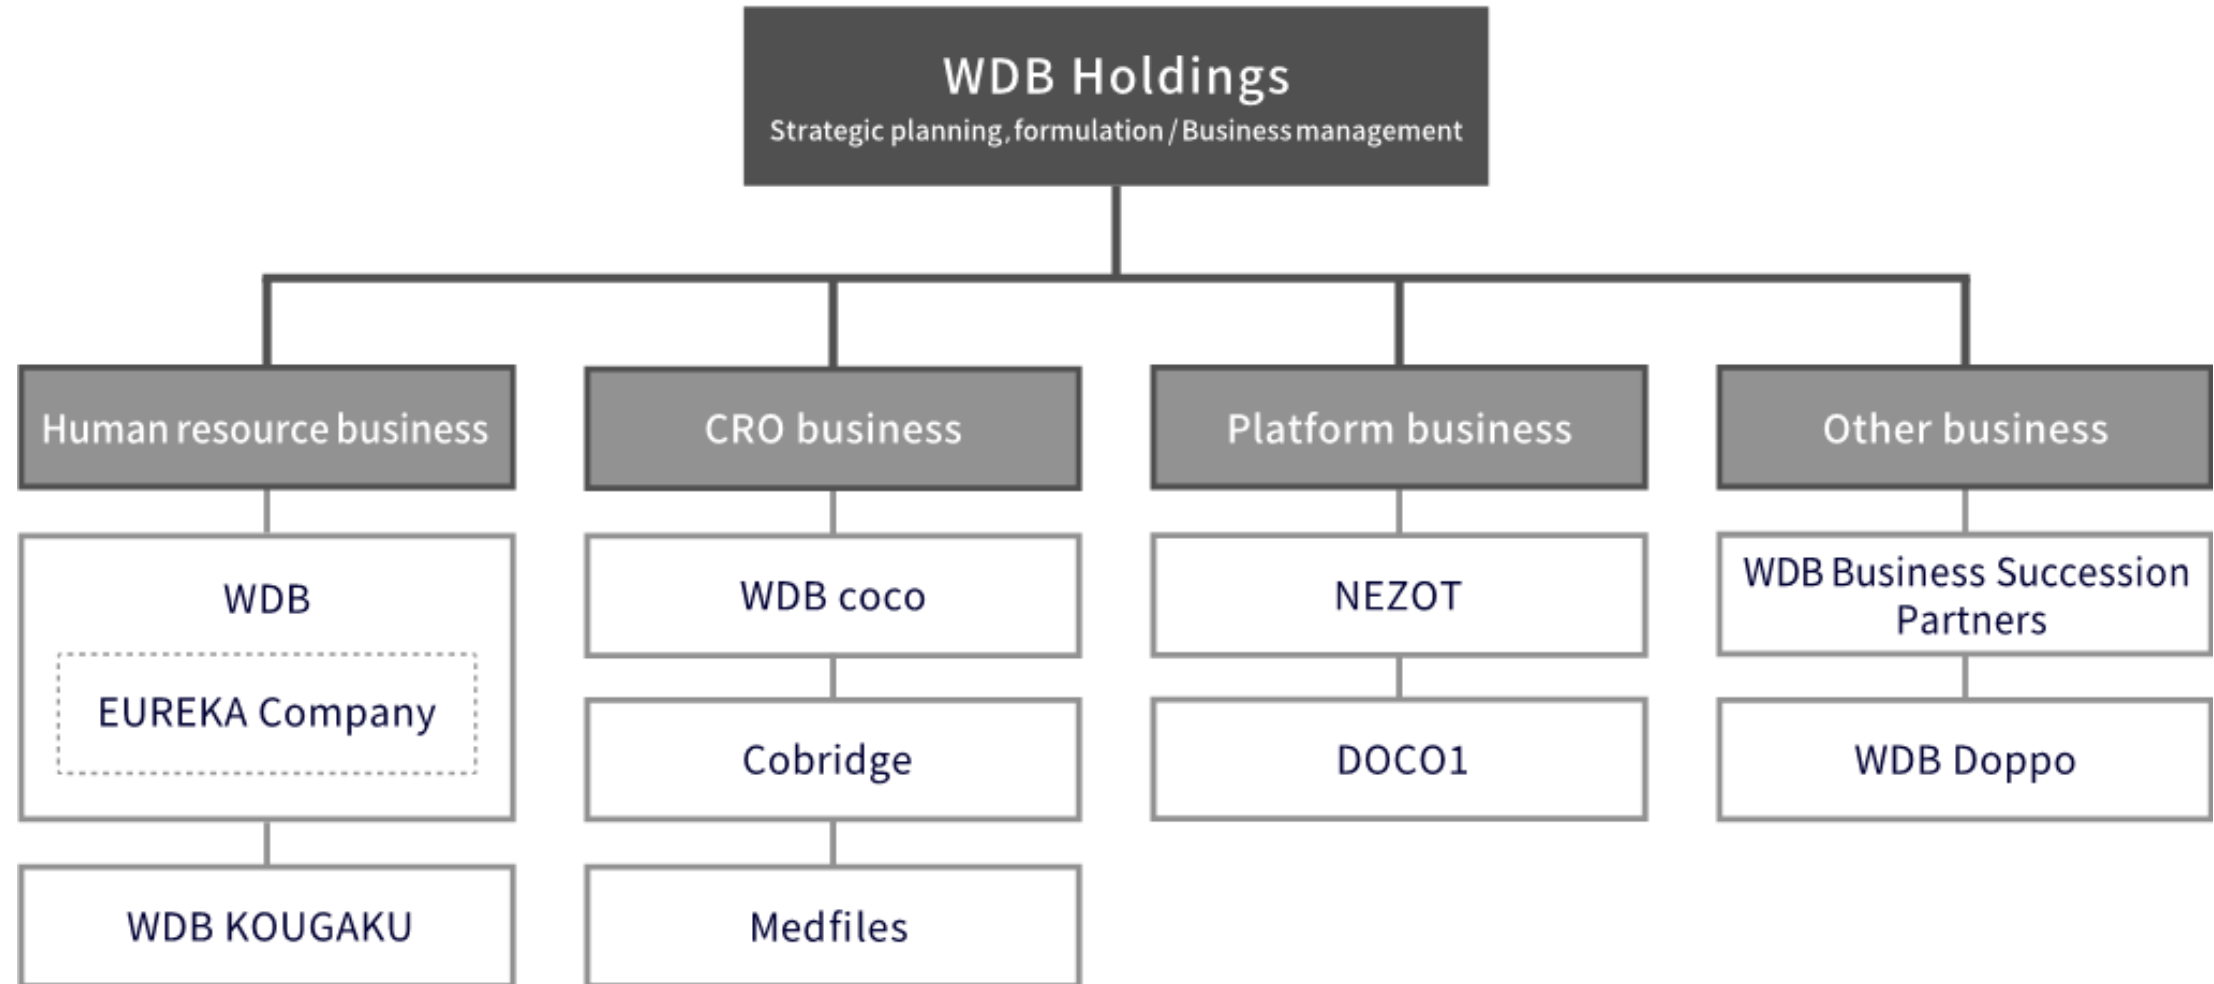 WDB Holdings
Strategic planning, formulation / Business management
Human resource business
CRO business
Platform business
Other business
WDB
EUREKA Company
WDB KOUGAKU
WDB coco
Cobridge
Medfiles
NEZOT
DOCO1
WDB Business Succession
Partners
WDB Doppo